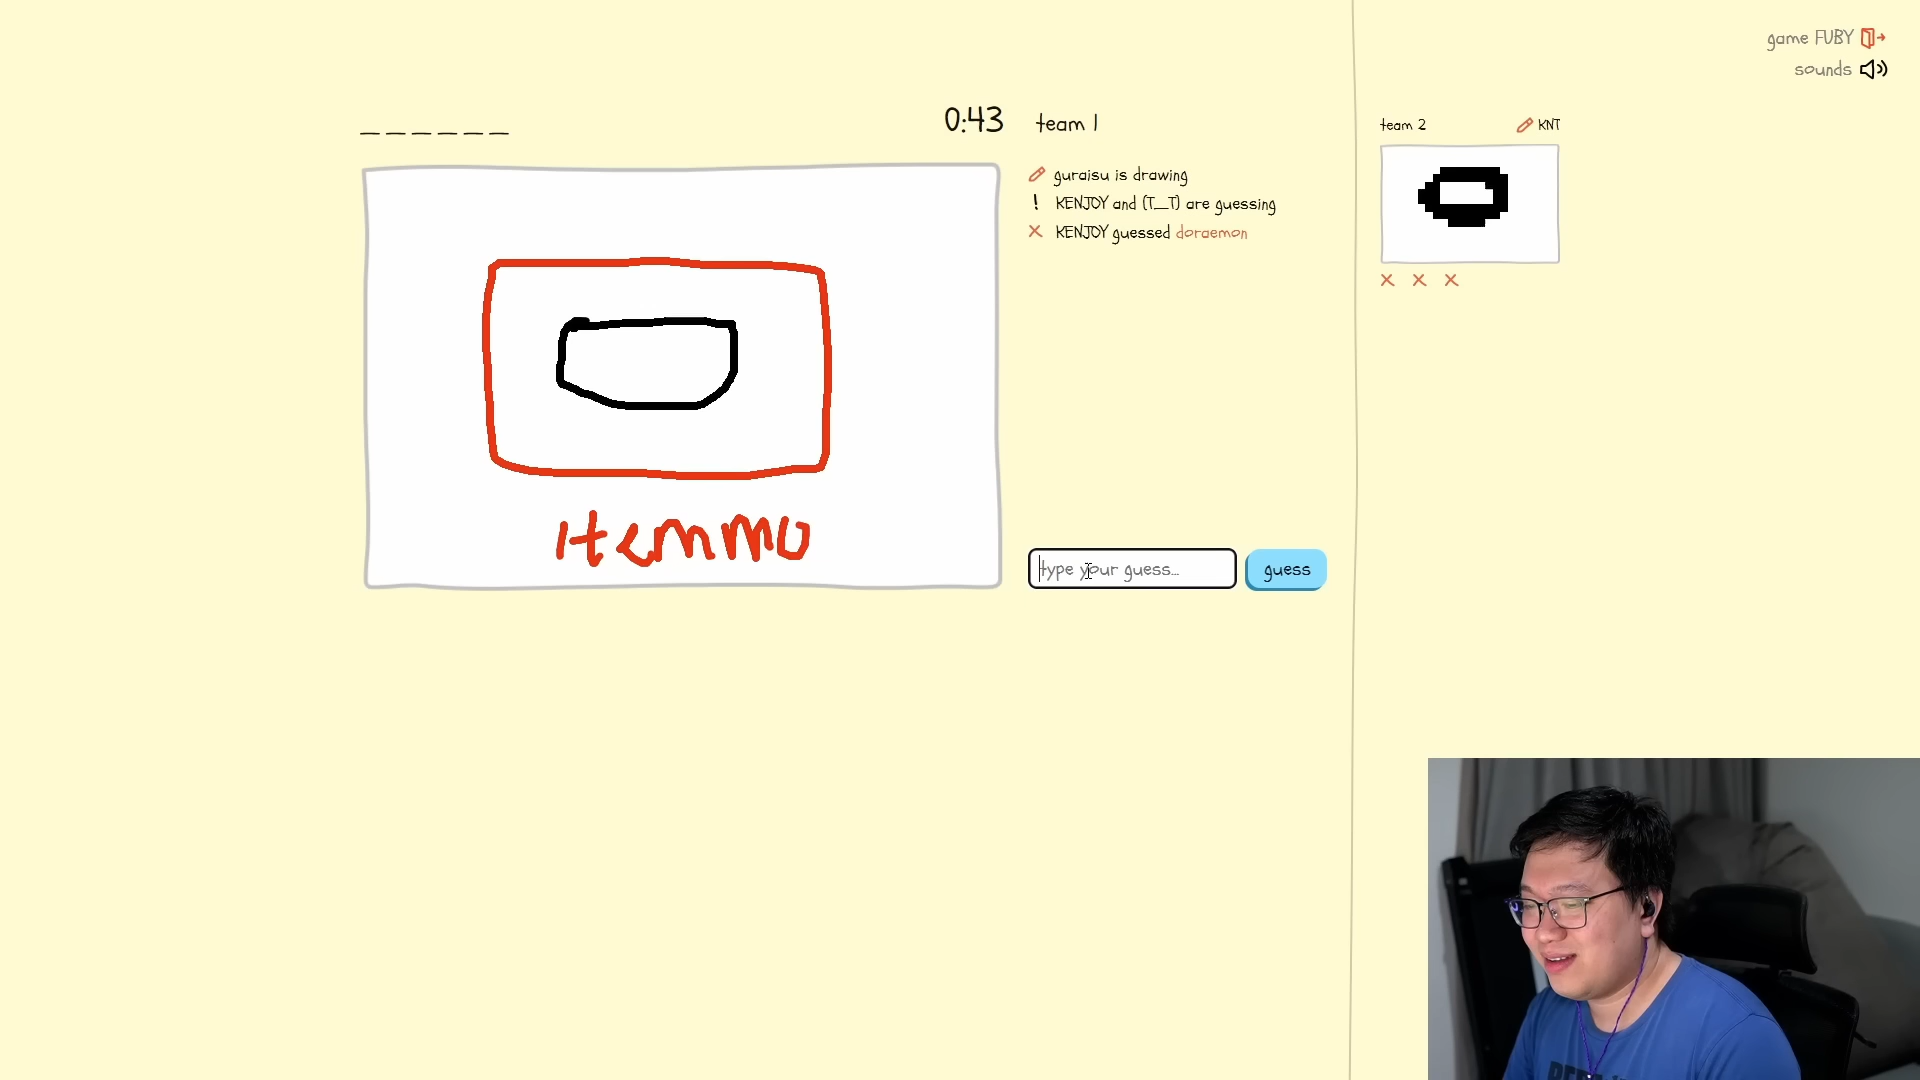 game FUBY
sounds
0:43
team 1
guraisu is drawing
! KENJOY and (T__T) are guessing
KENJOY guessed doraemon
type your guess...
guess
team 2
KNT